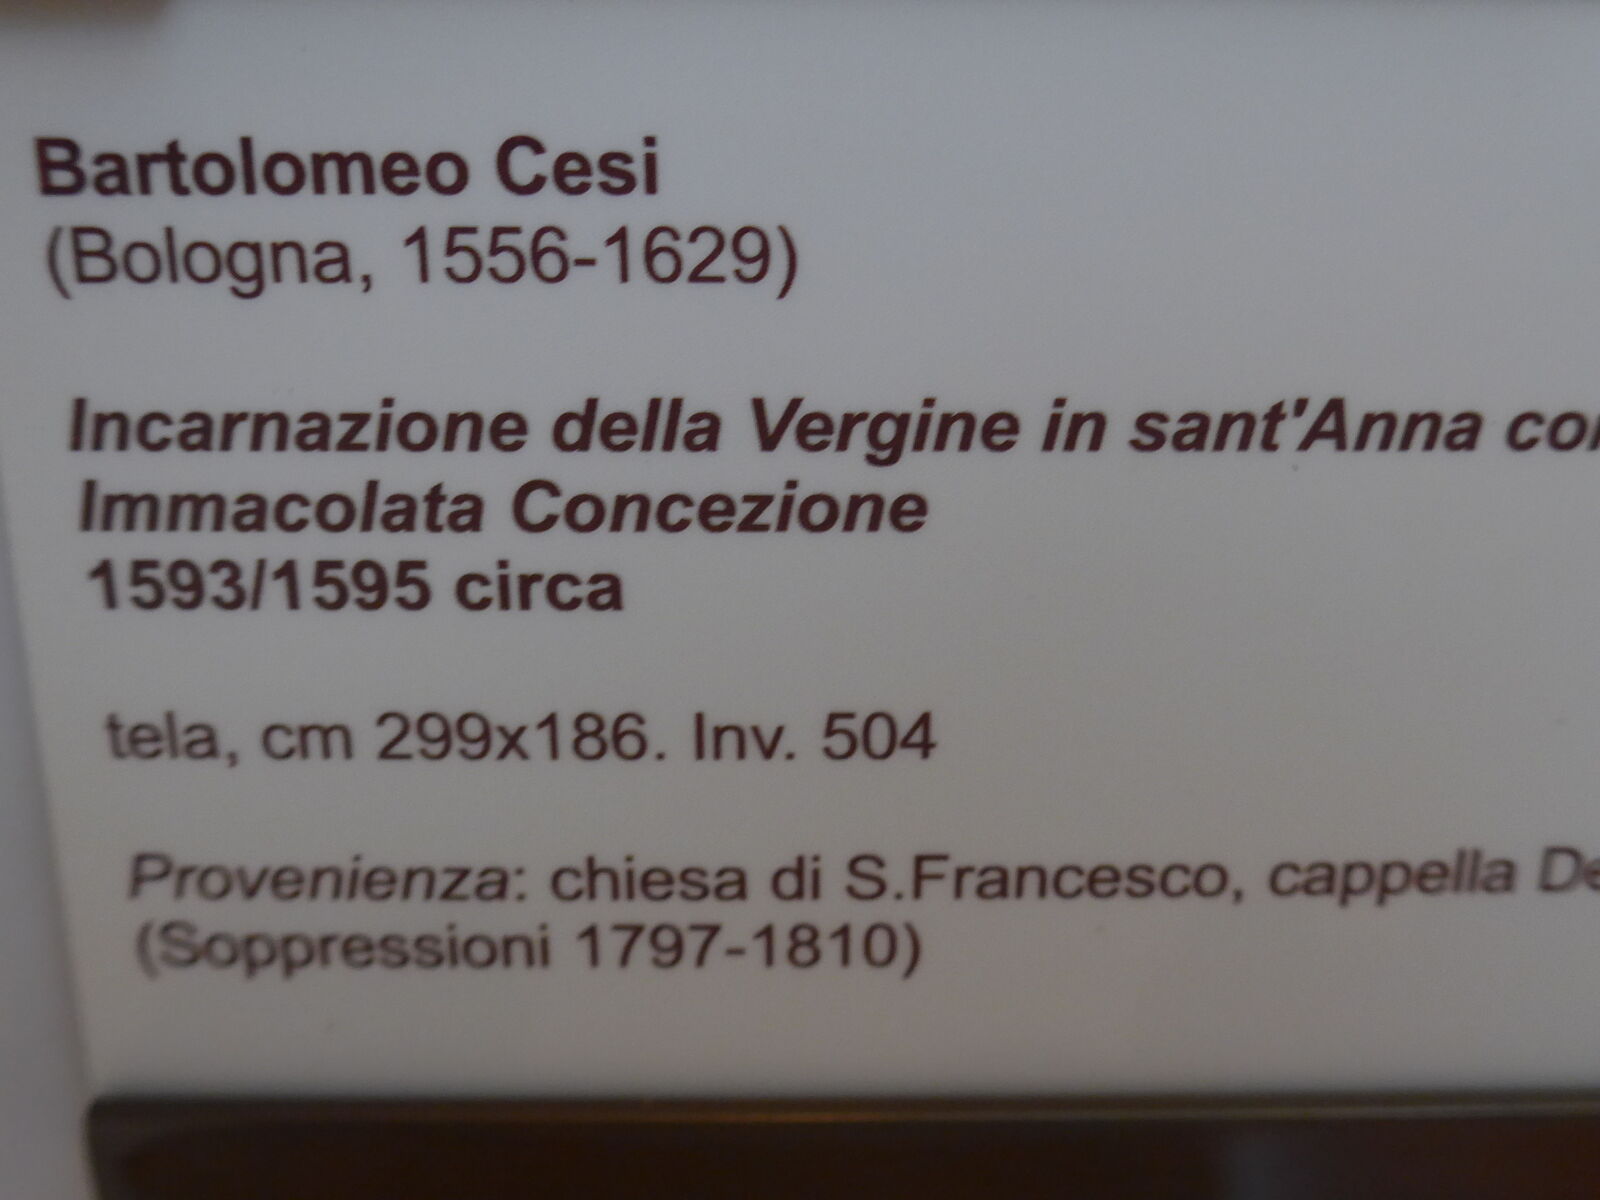 Bartolomeo Cesi
(Bologna, 1556-1629)
Incarnazione della Vergine in sant'Anna
Immacolata Concezione
1593/1595 circa
tela, cm 299x186. Inv. 504
Provenienza: chiesa di S.Francesco, cappella
(Soppressioni 1797-1810)